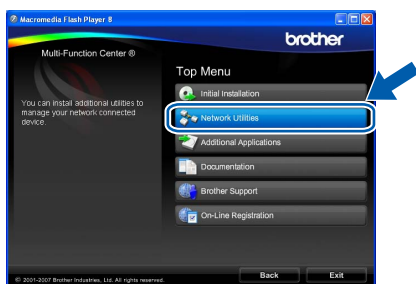 Macromedia Flash Player 8
brother
Multi-Function Center ®
Top Menu
Initial Installation
You can install additional utilities to
manage your network connected
device.
Network Utilities
Additional Applications
Documentation
Brother Support
On-Line Registration
© 2001-2007 Brother Industries, Ltd. All rights reserved.
Back
Exit